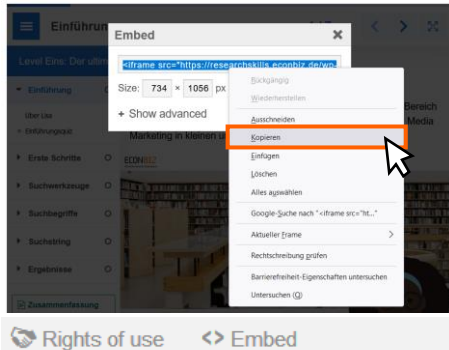 Einführun
Embed
Level Eins: Der ultim
<iframe src="https://researchskills.econbiz.de/wp-
Size: 734 × 1056 px
+ Show advanced
Einführung
Über Lisa
Einführungsquiz
Erste Schritte
Suchwerkzeuge
Suchbegriffe
Suchstring
Ergebnisse
Zusammenfassung
Bereich
Media
Marketing in kleinen u
ECONBIZ
Rückgängig
Wiederherstellen
Ausschneiden
Kopieren
Einfügen
Löschen
Alles auswählen
Google-Suche nach "<iframe src="ht..."
Aktueller Frame
Rechtschreibung prüfen
Barrierefreiheit-Eigenschaften untersuchen
Untersuchen (Q)
Rights of use
<> Embed